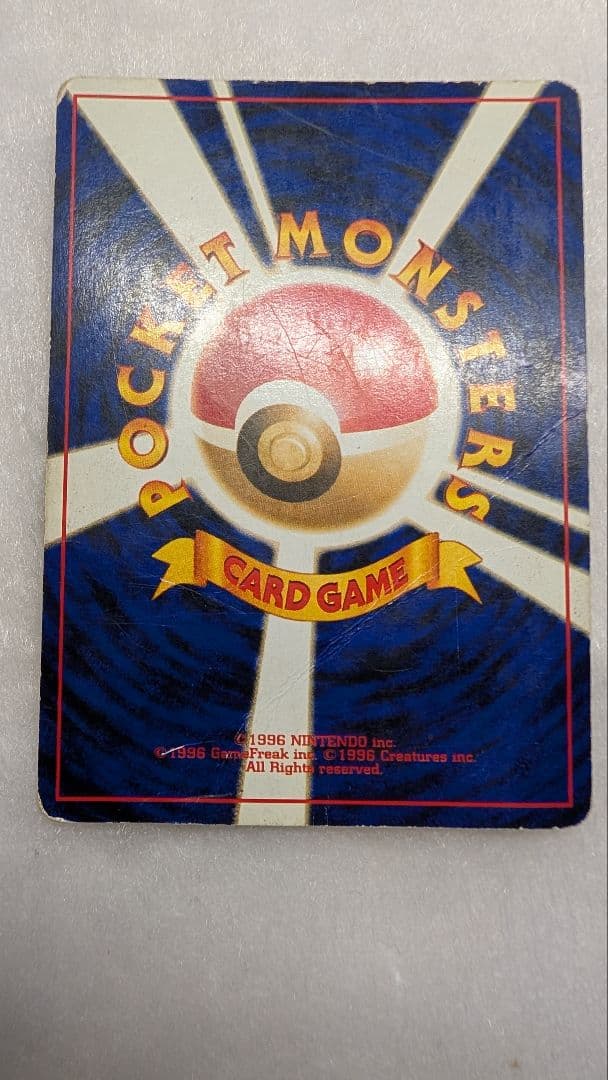 POCKET MONSTERS
CARD GAME
©1996 NINTENDO inc.
©1996 GameFreak inc. ©1996 Creatures inc.
All Rights reserved.